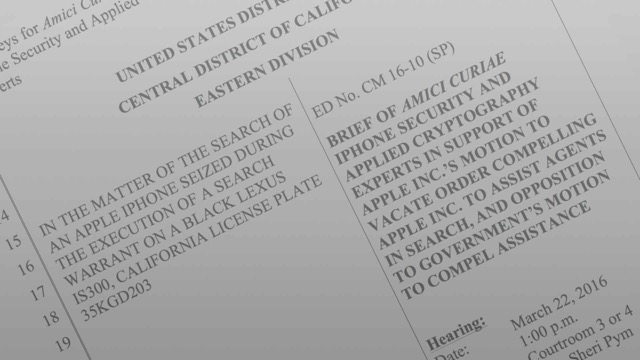 eys for Amici Cu
e Security and Applied
erts
UNITED STATES DISTRI
CENTRAL DISTRICT OF CALIFO
EASTERN DIVISION
14
15
16
17
18
19
IN THE MATTER OF THE SEARCH OF
AN APPLE IPHONE SEIZED DURING
THE EXECUTION OF A SEARCH
WARRANT ON A BLACK LEXUS
IS300, CALIFORNIA LICENSE PLATE
35KGD203
ED No. CM 16-10 (SP)
BRIEF OF AMICI CURIAE
IPHONE SECURITY AND
APPLIED CRYPTOGRAPHY
EXPERTS IN SUPPORT OF
APPLE INC.'S MOTION TO
VACATE ORDER COMPELLING
APPLE INC. TO ASSIST AGENTS
IN SEARCH, AND OPPOSITION
TO GOVERNMENT'S MOTION
TO COMPEL ASSISTANCE
Hearing:
Date: March 22, 2016
1:00 p.m.
Courtroom 3 or 4
Sheri Pym